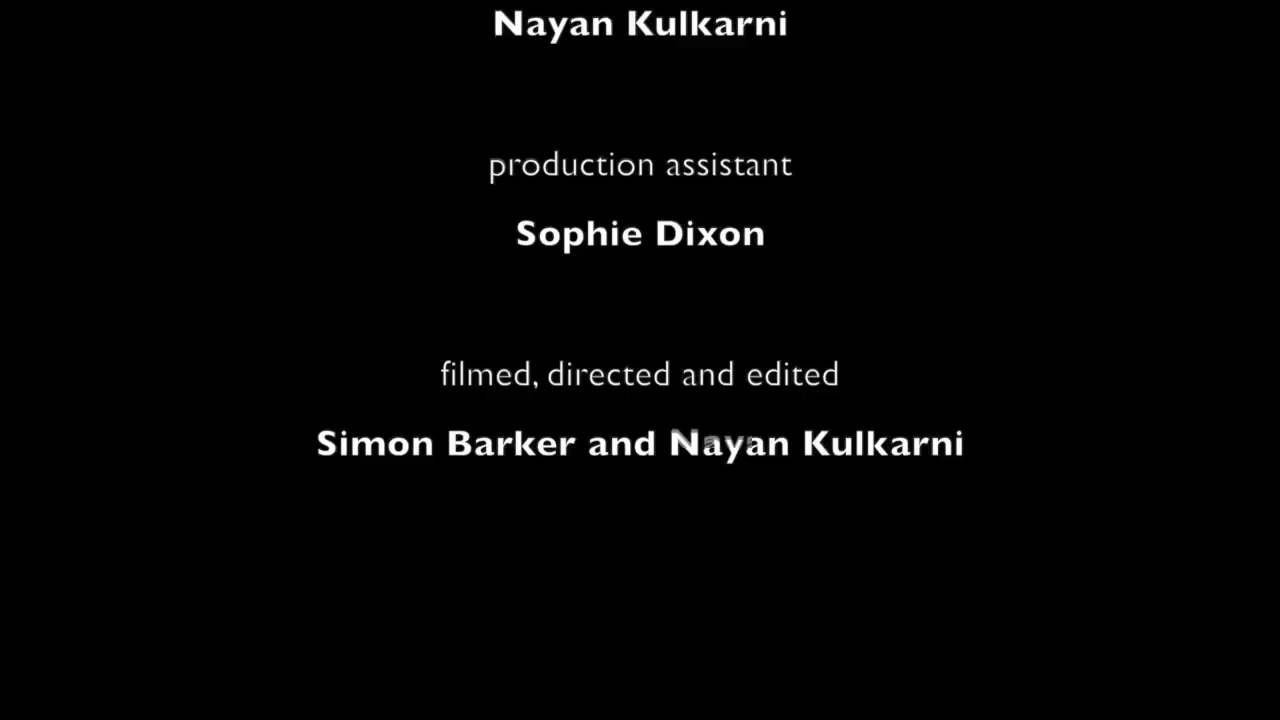 Nayan Kulkarni
production assistant
Sophie Dixon
filmed, directed and edited
Simon Barker and Nayan Kulkarni